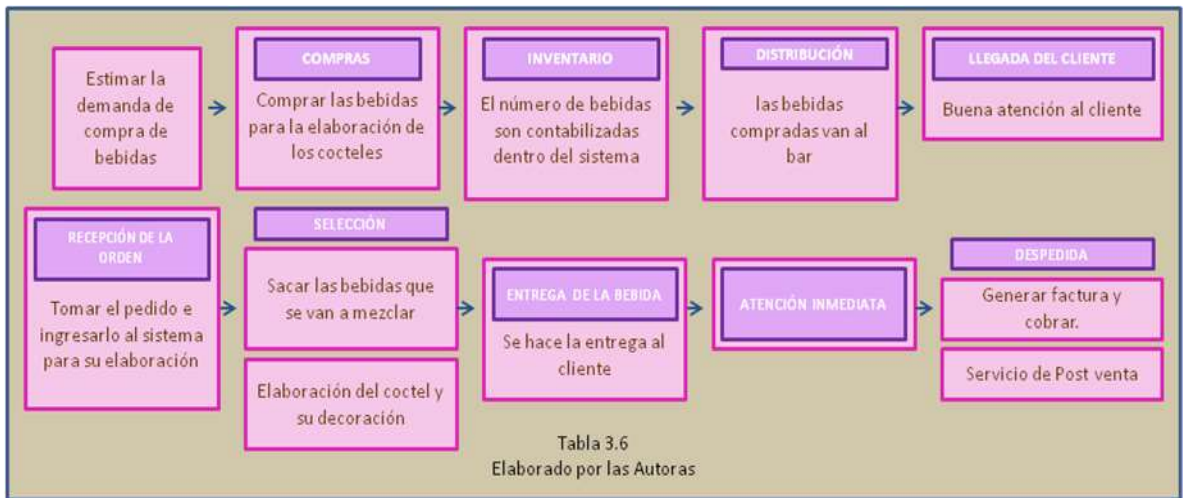 Estimar la
demanda de
compra de
bebidas
COMPRAS
Comprar las bebidas
para la elaboración de
los cocteles
INVENTARIO
El número de bebidas
son contabilizadas
dentro del sistema
DISTRIBUCIÓN
las bebidas
compradas van al
bar
LLEGADA DEL CLIENTE
Buena atención al cliente
RECEPCIÓN DE LA
ORDEN
Tomar el pedido e
ingresarlo al sistema
para su elaboración
SELECCIÓN
Sacar las bebidas que
se van a mezclar
Elaboración del coctel y
su decoración
ENTREGA DE LA BEBIDA
Se hace la entrega al
cliente
ATENCIÓN INMEDIATA
DESPEDIDA
Generar factura y
cobrar.
Servicio de Post venta
Tabla 3.6
Elaborado por las Autoras